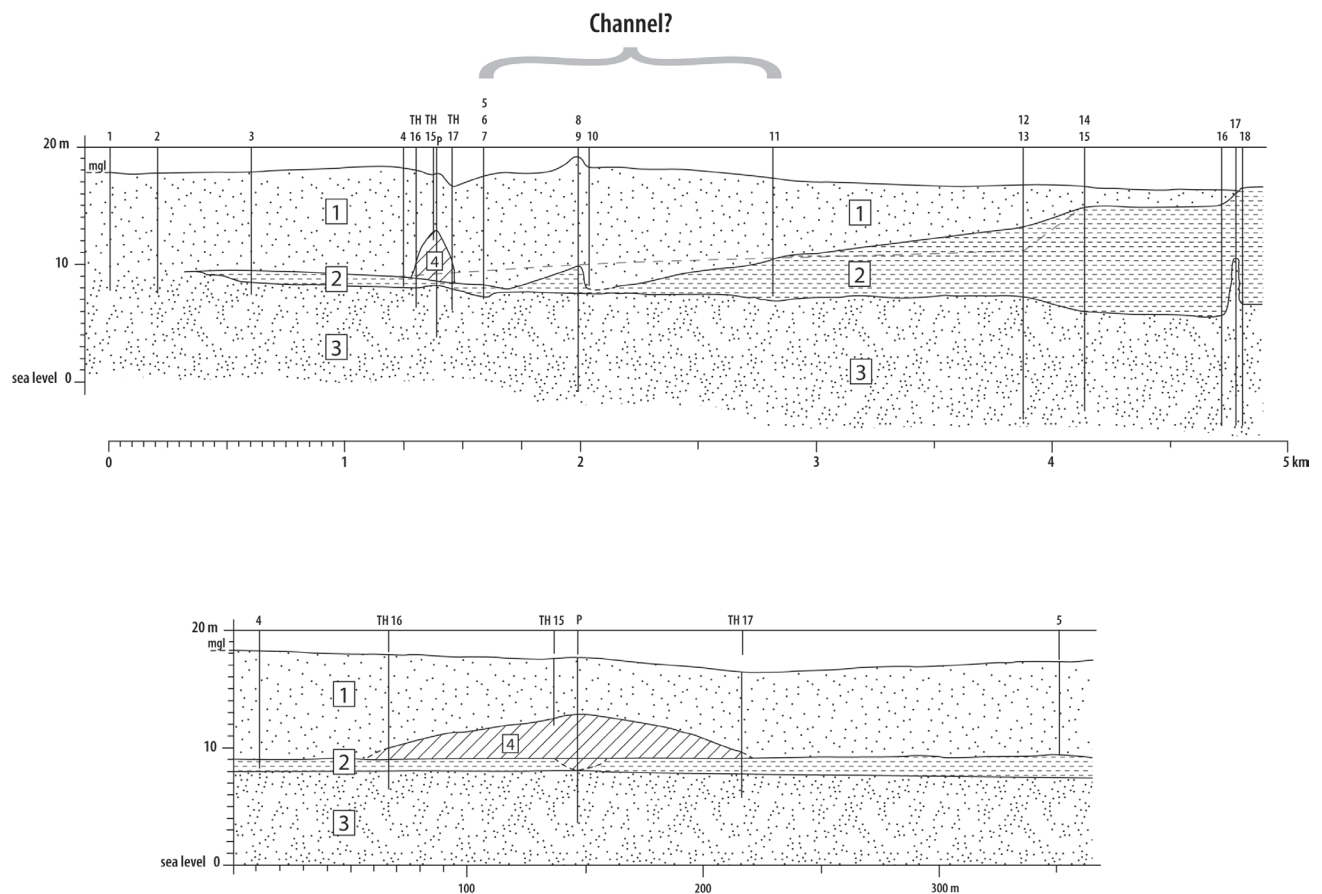 Channel?
5
TH TH TH 6 8 12 14 17
1 2 3 4 16 15 P 17 7 9 10 11 13 15 16 18
20 m
mgl
1 1
4
10
2 2
3 3
sea level 0
0 1 2 3 4 5 km
4 TH 16 TH 15 P TH 17 5
20 m
mgl
1
4
10
2
3
sea level 0
100 200 300 m